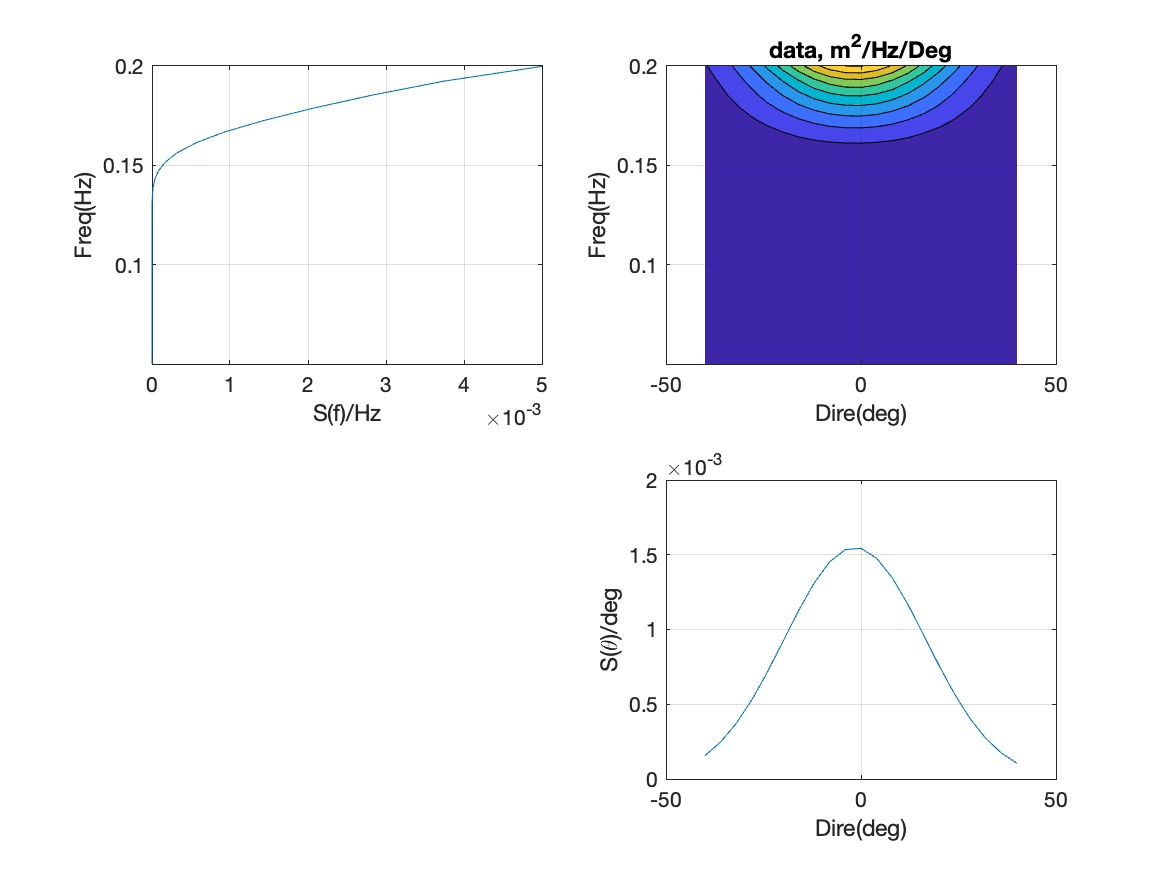 0.2
0.15
0.1
Freq(Hz)
0 1 2 3 4 5
S(f)/Hz
×10^-3
data, m^2/Hz/Deg
0.2
0.15
0.1
Freq(Hz)
-50 0 50
Dire(deg)
×10^-3
2
1.5
1
0.5
0
S(θ)/deg
-50 0 50
Dire(deg)